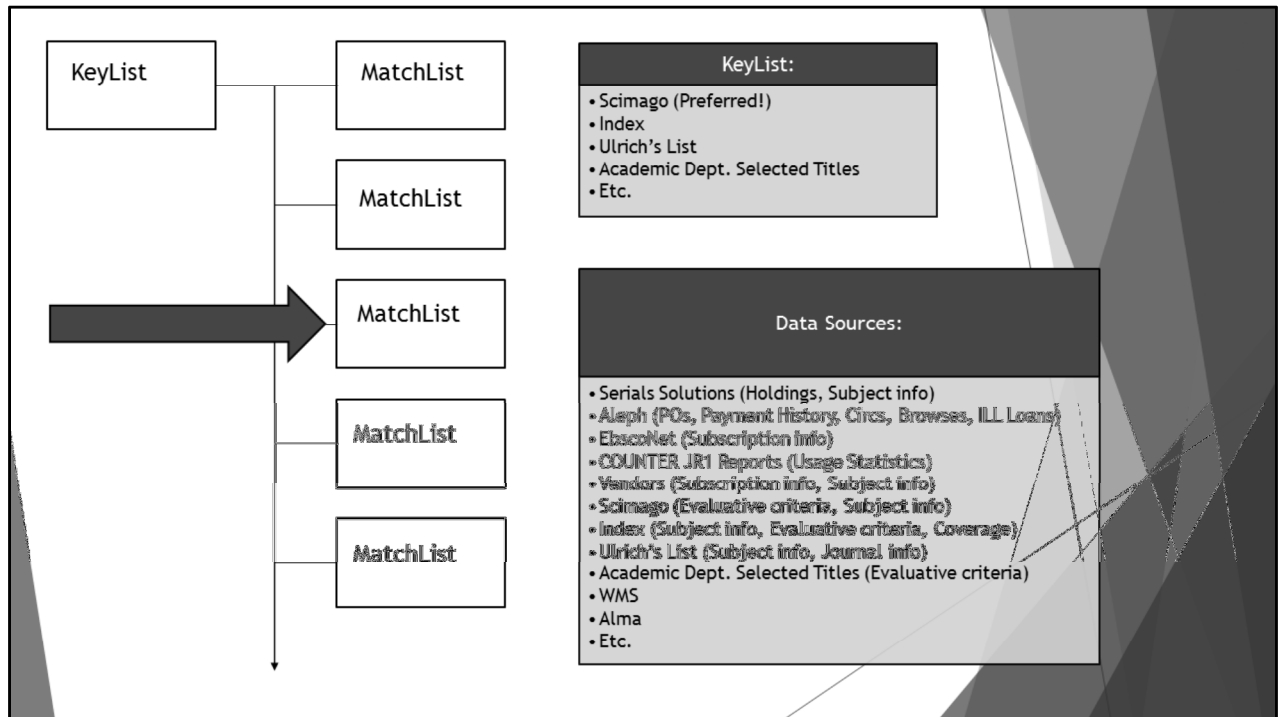 KeyList
MatchList
MatchList
MatchList
MatchList
MatchList
KeyList:
• Scimago (Preferred!)
• Index
• Ulrich's List
• Academic Dept. Selected Titles
• Etc.
Data Sources:
• Serials Solutions (Holdings, Subject info)
• Aleph (POs, Payment History, Circs, Browses, ILL Loans)
• EbscoNet (Subscription info)
• COUNTER JR1 Reports (Usage Statistics)
• Vendors (Subscription info, Subject info)
• Scimago (Evaluative criteria, Subject info)
• Index (Subject info, Evaluative criteria, Coverage)
• Ulrich's List (Subject info, Journal info)
• Academic Dept. Selected Titles (Evaluative criteria)
• WMS
• Alma
• Etc.